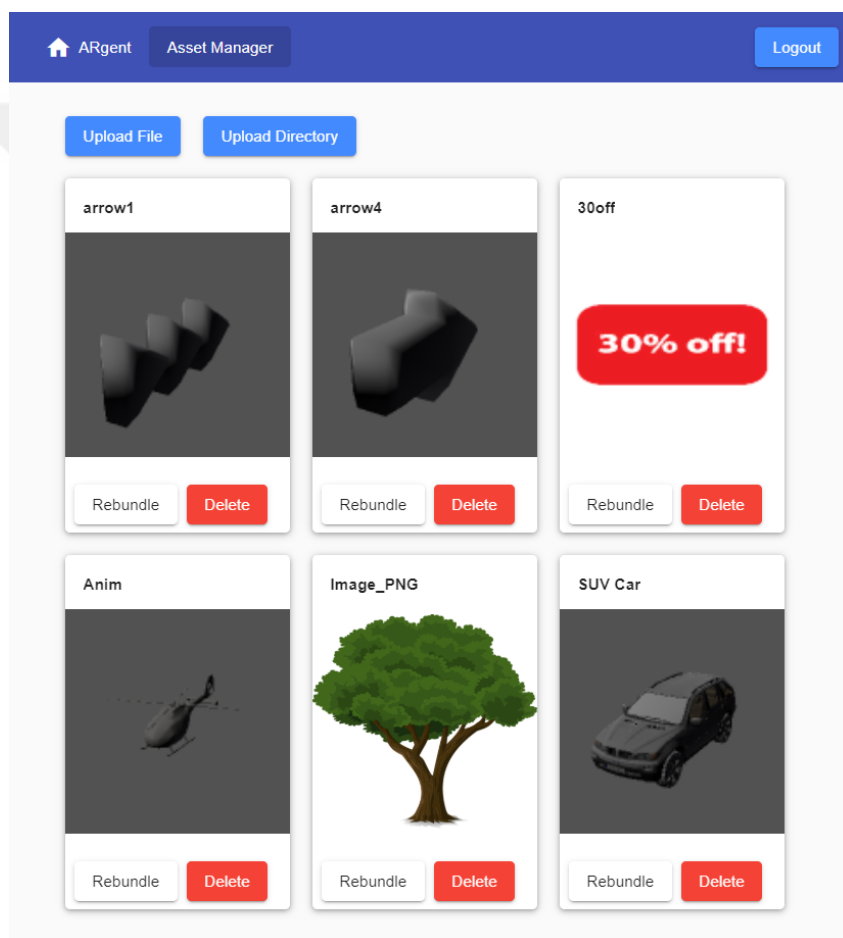 ARgent Asset Manager Logout
Upload File Upload Directory
arrow1 arrow4 30off
30% off!
Rebundle Delete Rebundle Delete Rebundle Delete
Anim Image_PNG SUV Car
Rebundle Delete Rebundle Delete Rebundle Delete